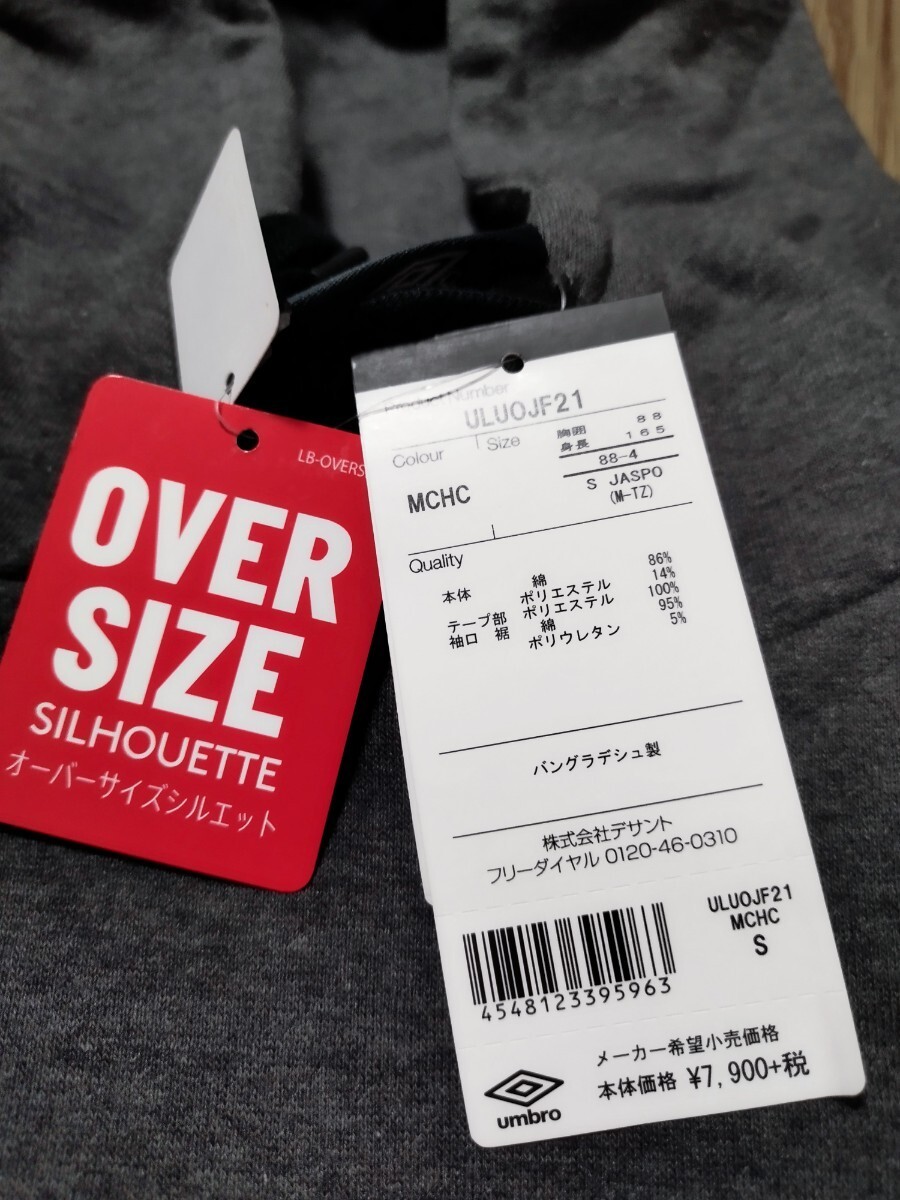 LB-OVERS
OVER
SIZE
SILHOUETTE
オーバーサイズシルエット
Product Number
ULUOJF21
Colour
Size
胸囲 88
身長 165
88-4
MCHC
S JASPO
(M-TZ)
Quality
本体 綿 86%
ポリエステル 14%
テープ部 ポリエステル 100%
袖口 裾 綿 95%
ポリウレタン 5%
バングラデシュ製
株式会社デサント
フリーダイヤル 0120-46-0310
ULUOJF21
MCHC
S
4548123395963
メーカー希望小売価格
本体価格 ¥7,900+税
umbro